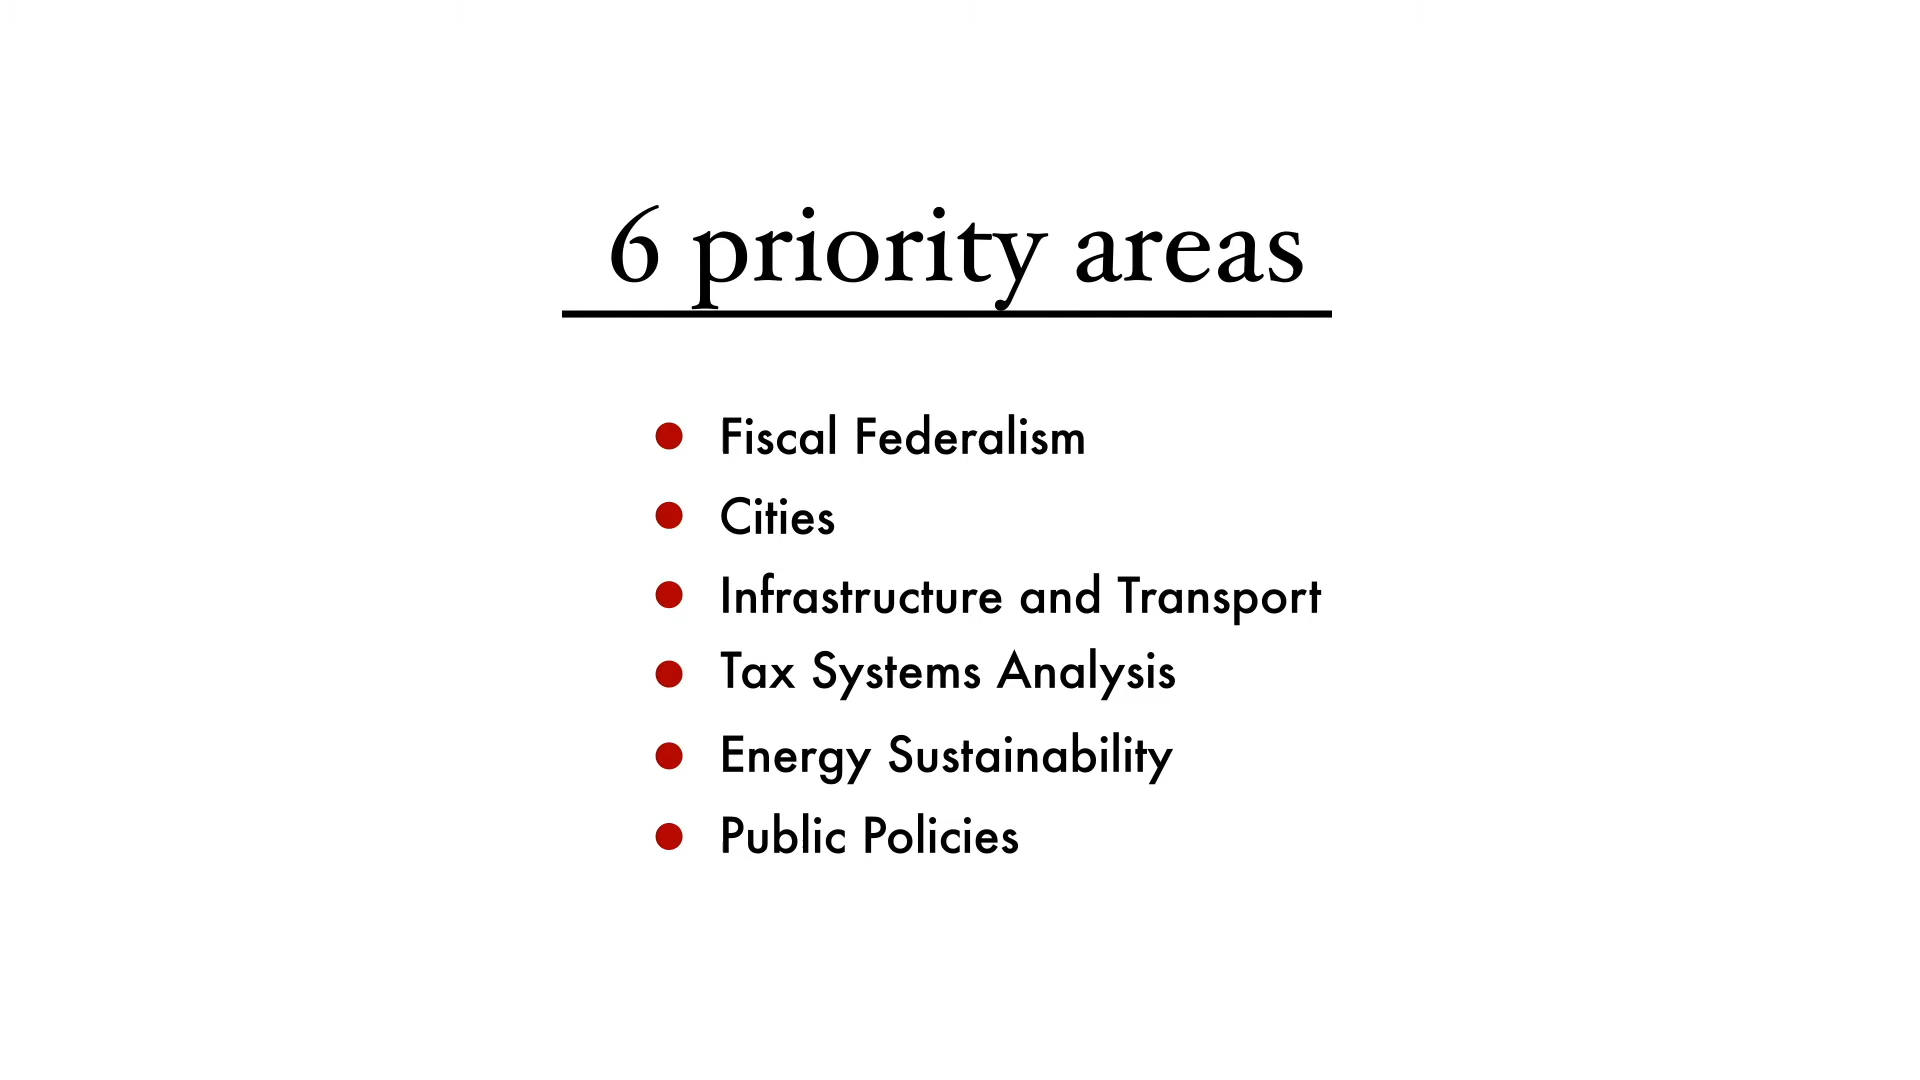 6 priority areas
Fiscal Federalism
Cities
Infrastructure and Transport
Tax Systems Analysis
Energy Sustainability
Public Policies